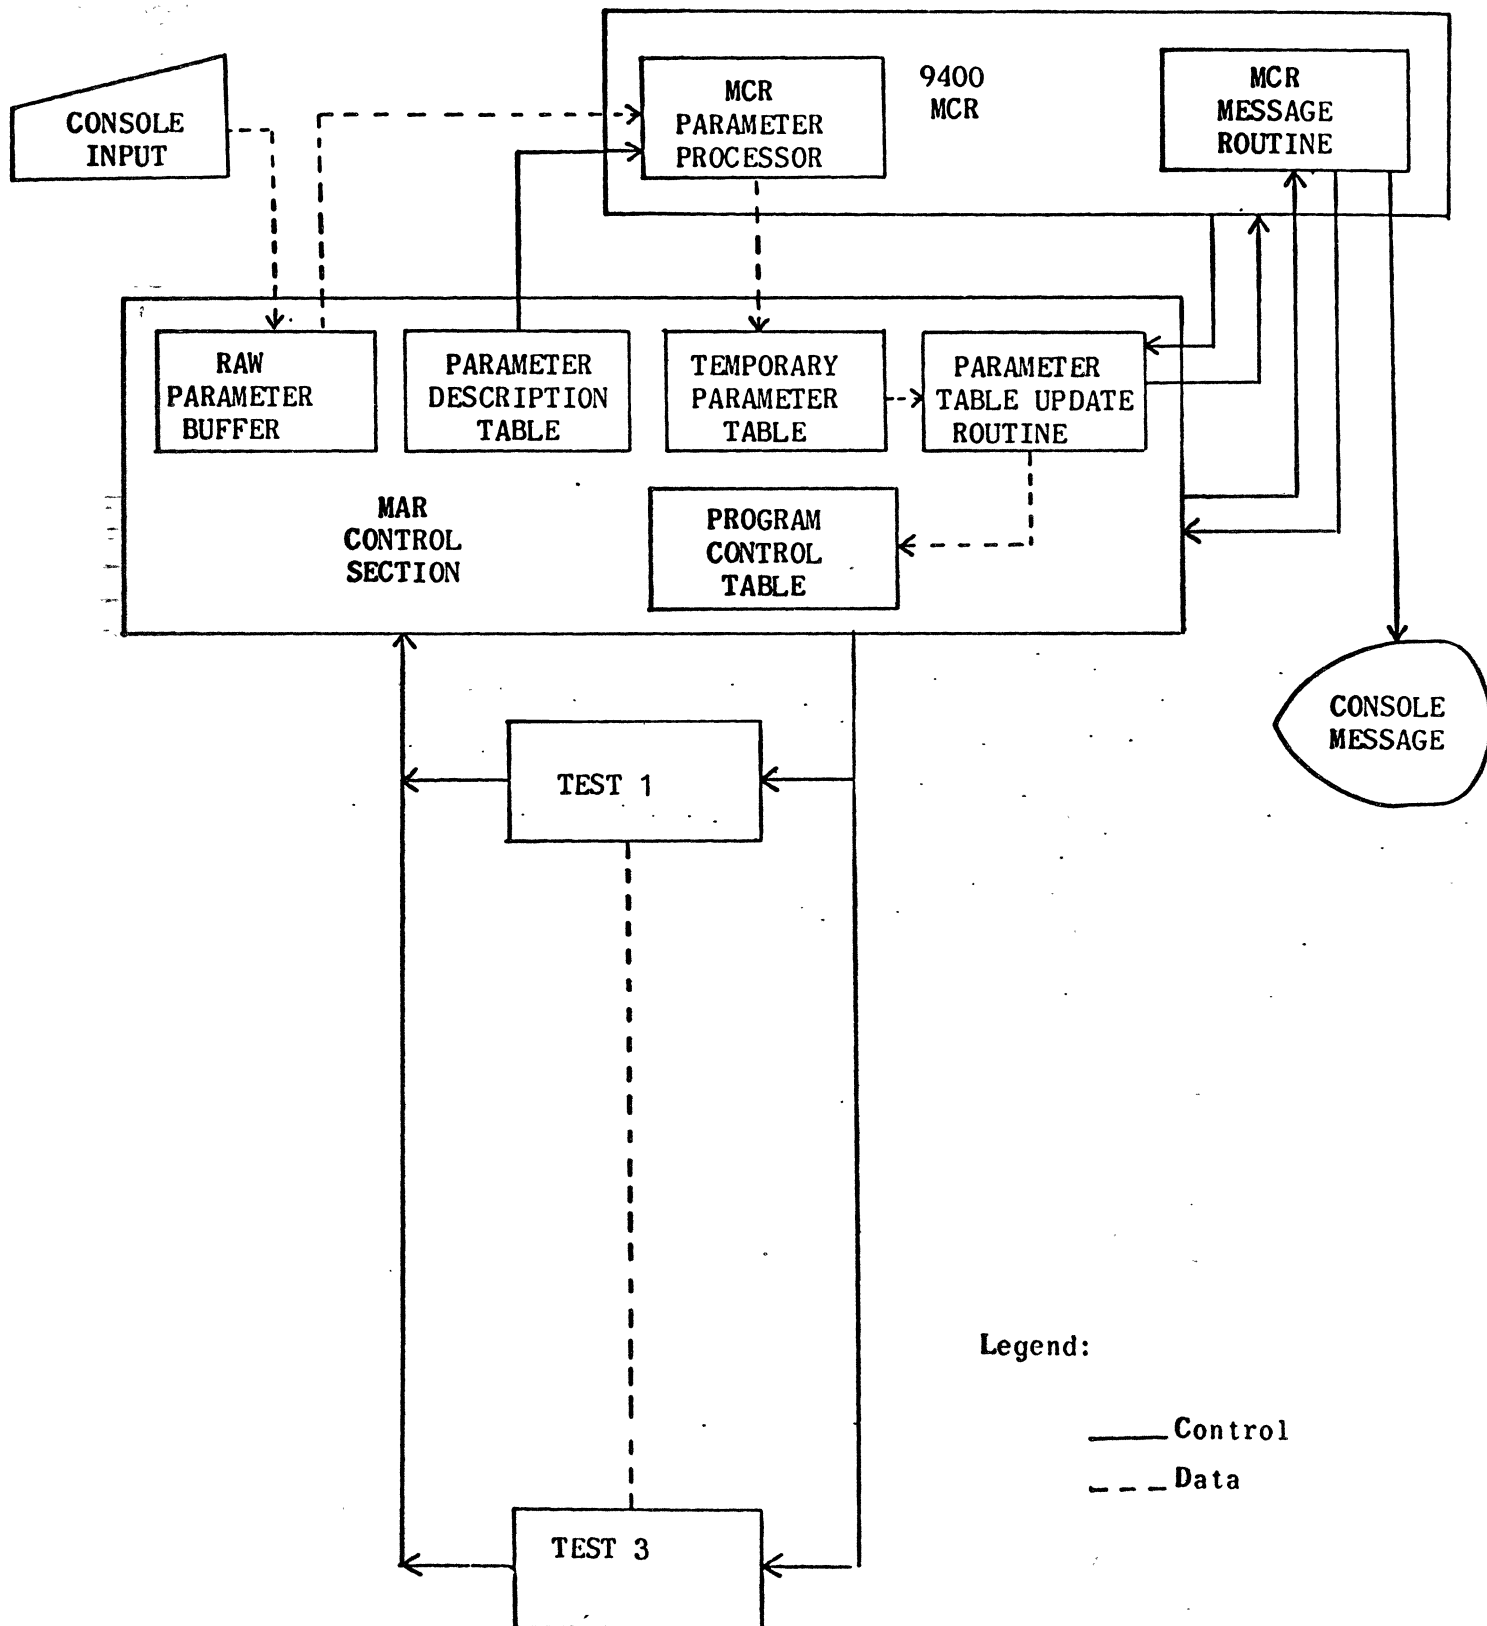 CONSOLE
INPUT
MCR
PARAMETER
PROCESSOR
9400
MCR
MCR
MESSAGE
ROUTINE
RAW
PARAMETER
BUFFER
PARAMETER
DESCRIPTION
TABLE
TEMPORARY
PARAMETER
TABLE
PARAMETER
TABLE UPDATE
ROUTINE
MAR
CONTROL
SECTION
PROGRAM
CONTROL
TABLE
CONSOLE
MESSAGE
TEST 1
TEST 3
Legend:
Control
Data